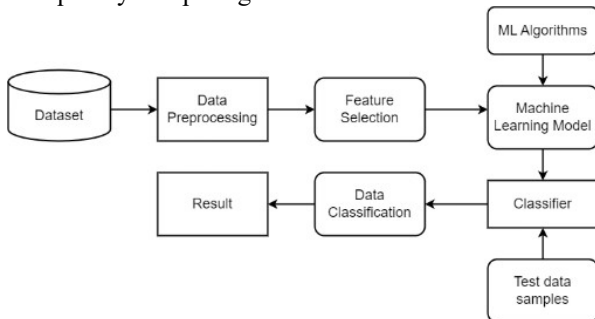 ML Algorithms
Dataset
Data
Preprocessing
Feature
Selection
Machine
Learning Model
Result
Data
Classification
Classifier
Test data
samples